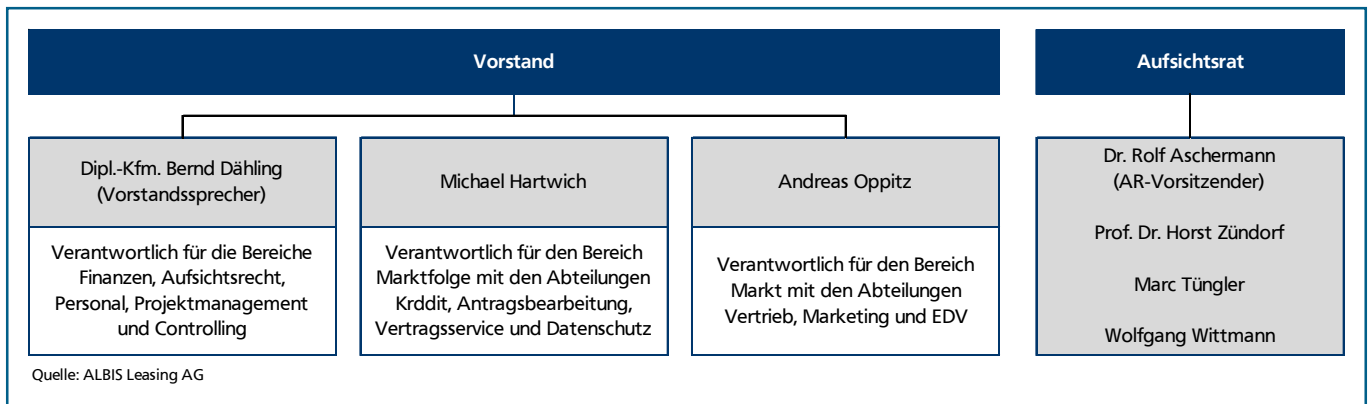 Vorstand
Dipl.-Kfm. Bernd Dähling
(Vorstandssprecher)
Verantwortlich für die Bereiche
Finanzen, Aufsichtsrecht,
Personal, Projektmanagement
und Controlling
Michael Hartwich
Verantwortlich für den Bereich
Marktfolge mit den Abteilungen
Krddit, Antragsbearbeitung,
Vertragsservice und Datenschutz
Andreas Oppitz
Verantwortlich für den Bereich
Markt mit den Abteilungen
Vertrieb, Marketing und EDV
Aufsichtsrat
Dr. Rolf Aschermann
(AR-Vorsitzender)
Prof. Dr. Horst Zündorf
Marc Tüngler
Wolfgang Wittmann
Quelle: ALBIS Leasing AG